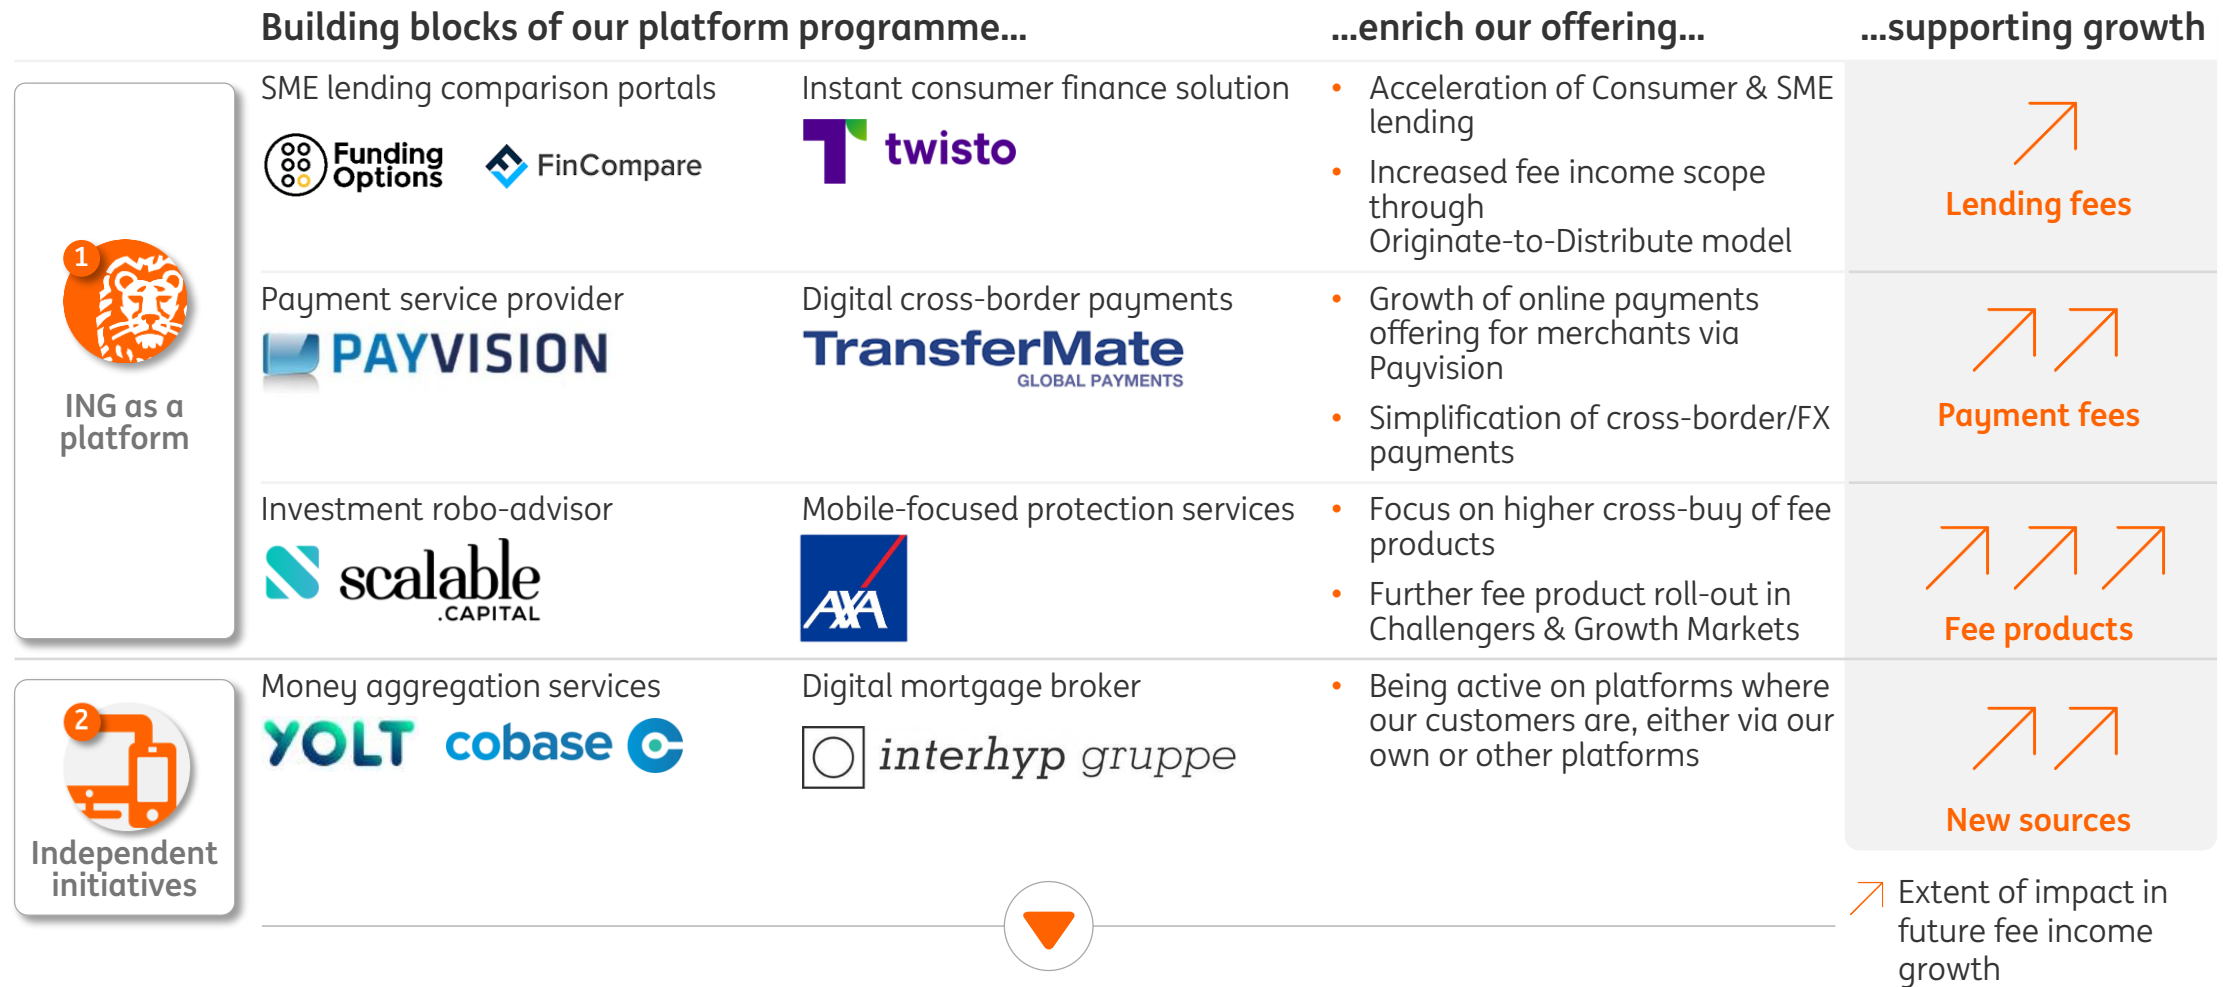 Building blocks of our platform programme...
...enrich our offering...
...supporting growth
1
ING as a
platform
SME lending comparison portals
Funding
Options
FinCompare
Instant consumer finance solution
twisto
• Acceleration of Consumer & SME
lending
• Increased fee income scope
through
Originate-to-Distribute model
Lending fees
Payment service provider
PAYVISION
Digital cross-border payments
TransferMate
GLOBAL PAYMENTS
• Growth of online payments
offering for merchants via
Payvision
• Simplification of cross-border/FX
payments
Payment fees
Investment robo-advisor
scalable
.CAPITAL
Mobile-focused protection services
AXA
• Focus on higher cross-buy of fee
products
• Further fee product roll-out in
Challengers & Growth Markets
Fee products
2
Independent
initiatives
Money aggregation services
YOLT
cobase
Digital mortgage broker
interhyp gruppe
• Being active on platforms where
our customers are, either via our
own or other platforms
New sources
Extent of impact in
future fee income
growth